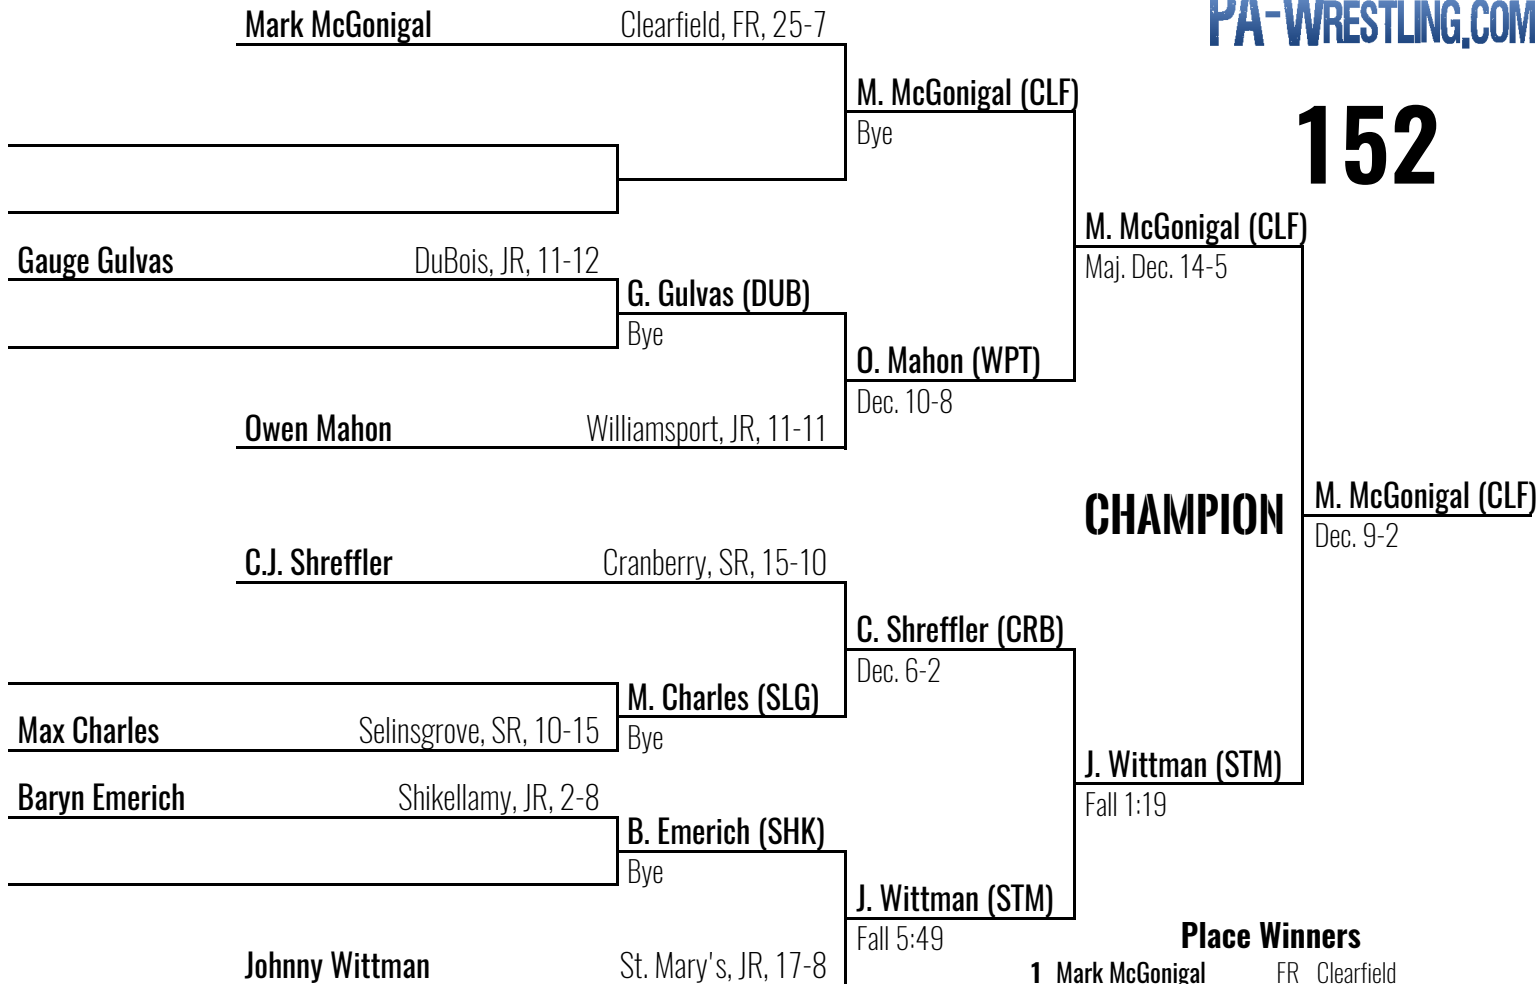 PA-WRESTLING.COM
152
Mark McGonigal Clearfield, FR, 25-7
M. McGonigal (CLF)
Bye
M. McGonigal (CLF)
Maj. Dec. 14-5
Gauge Gulvas DuBois, JR, 11-12
G. Gulvas (DUB)
Bye
O. Mahon (WPT)
Dec. 10-8
Owen Mahon Williamsport, JR, 11-11
CHAMPION
M. McGonigal (CLF)
Dec. 9-2
C.J. Shreffler Cranberry, SR, 15-10
C. Shreffler (CRB)
Dec. 6-2
M. Charles (SLG)
Max Charles Selinsgrove, SR, 10-15
Bye
J. Wittman (STM)
Fall 1:19
Baryn Emerich Shikellamy, JR, 2-8
B. Emerich (SHK)
Bye
J. Wittman (STM)
Fall 5:49
Johnny Wittman St. Mary's, JR, 17-8
Place Winners
1 Mark McGonigal FR Clearfield